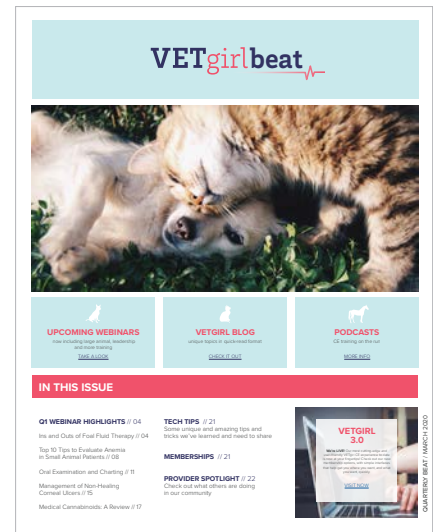 VETgirlbeat
UPCOMING WEBINARS
now including large animal, leadership
and more training
TAKE A LOOK
VETGIRL BLOG
unique topics in quick-read format
CHECK IT OUT
PODCASTS
CE training on the run
MORE INFO
IN THIS ISSUE
Q1 WEBINAR HIGHLIGHTS // 04
Ins and Outs of Foal Fluid Therapy // 04
Top 10 Tips to Evaluate Anemia
in Small Animal Patients // 08
Oral Examination and Charting // 11
Management of Non-Healing
Corneal Ulcers // 15
Medical Cannabinoids: A Review // 17
TECH TIPS // 21
Some unique and amazing tips and
tricks we've learned and need to share
MEMBERSHIPS // 21
PROVIDER SPOTLIGHT // 22
Check out what others are doing
in our community
VETGIRL
3.0
VISIT NOW
QUARTERLY BEAT / MARCH 2020